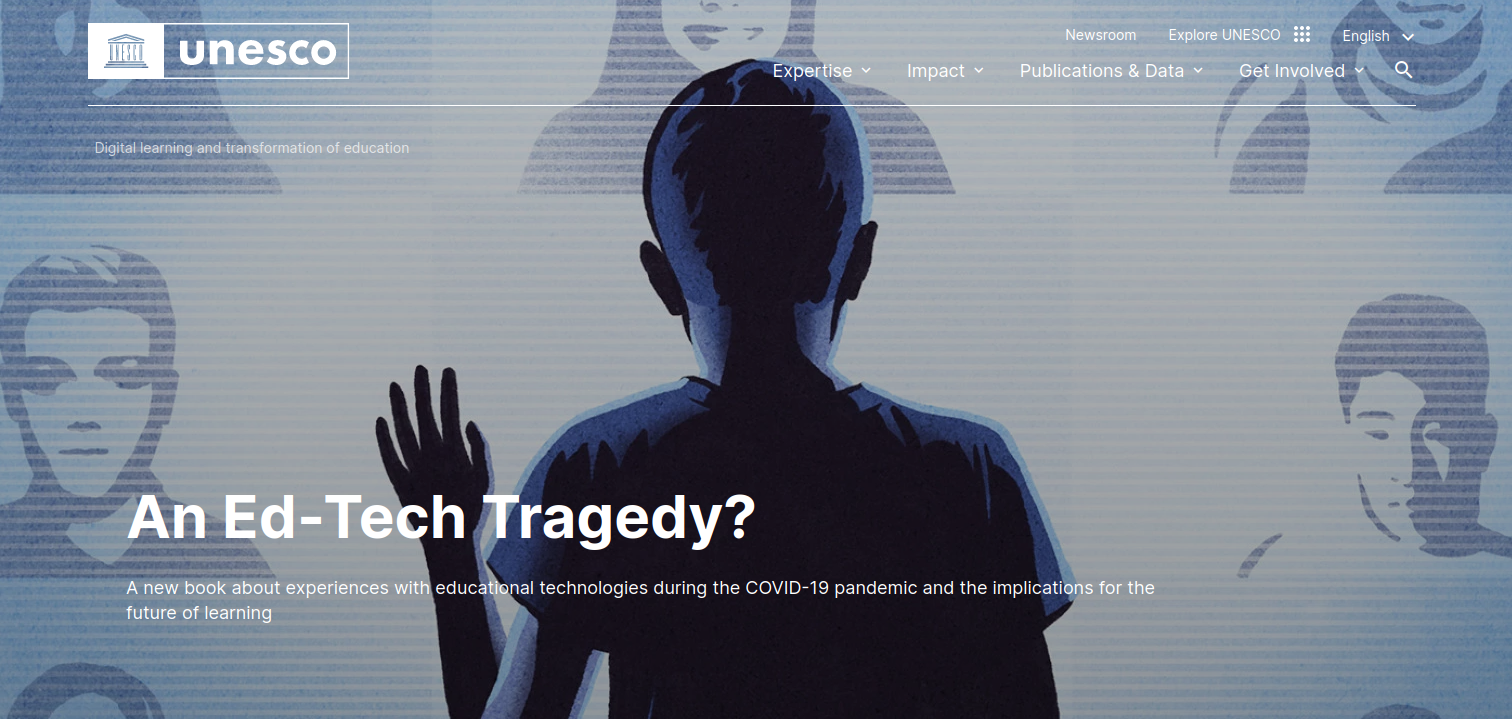 UNESCO
unesco
Newsroom
Explore UNESCO
English
Expertise
Impact
Publications & Data
Get Involved
Digital learning and transformation of education
An Ed-Tech Tragedy?
A new book about experiences with educational technologies during the COVID-19 pandemic and the implications for the
future of learning